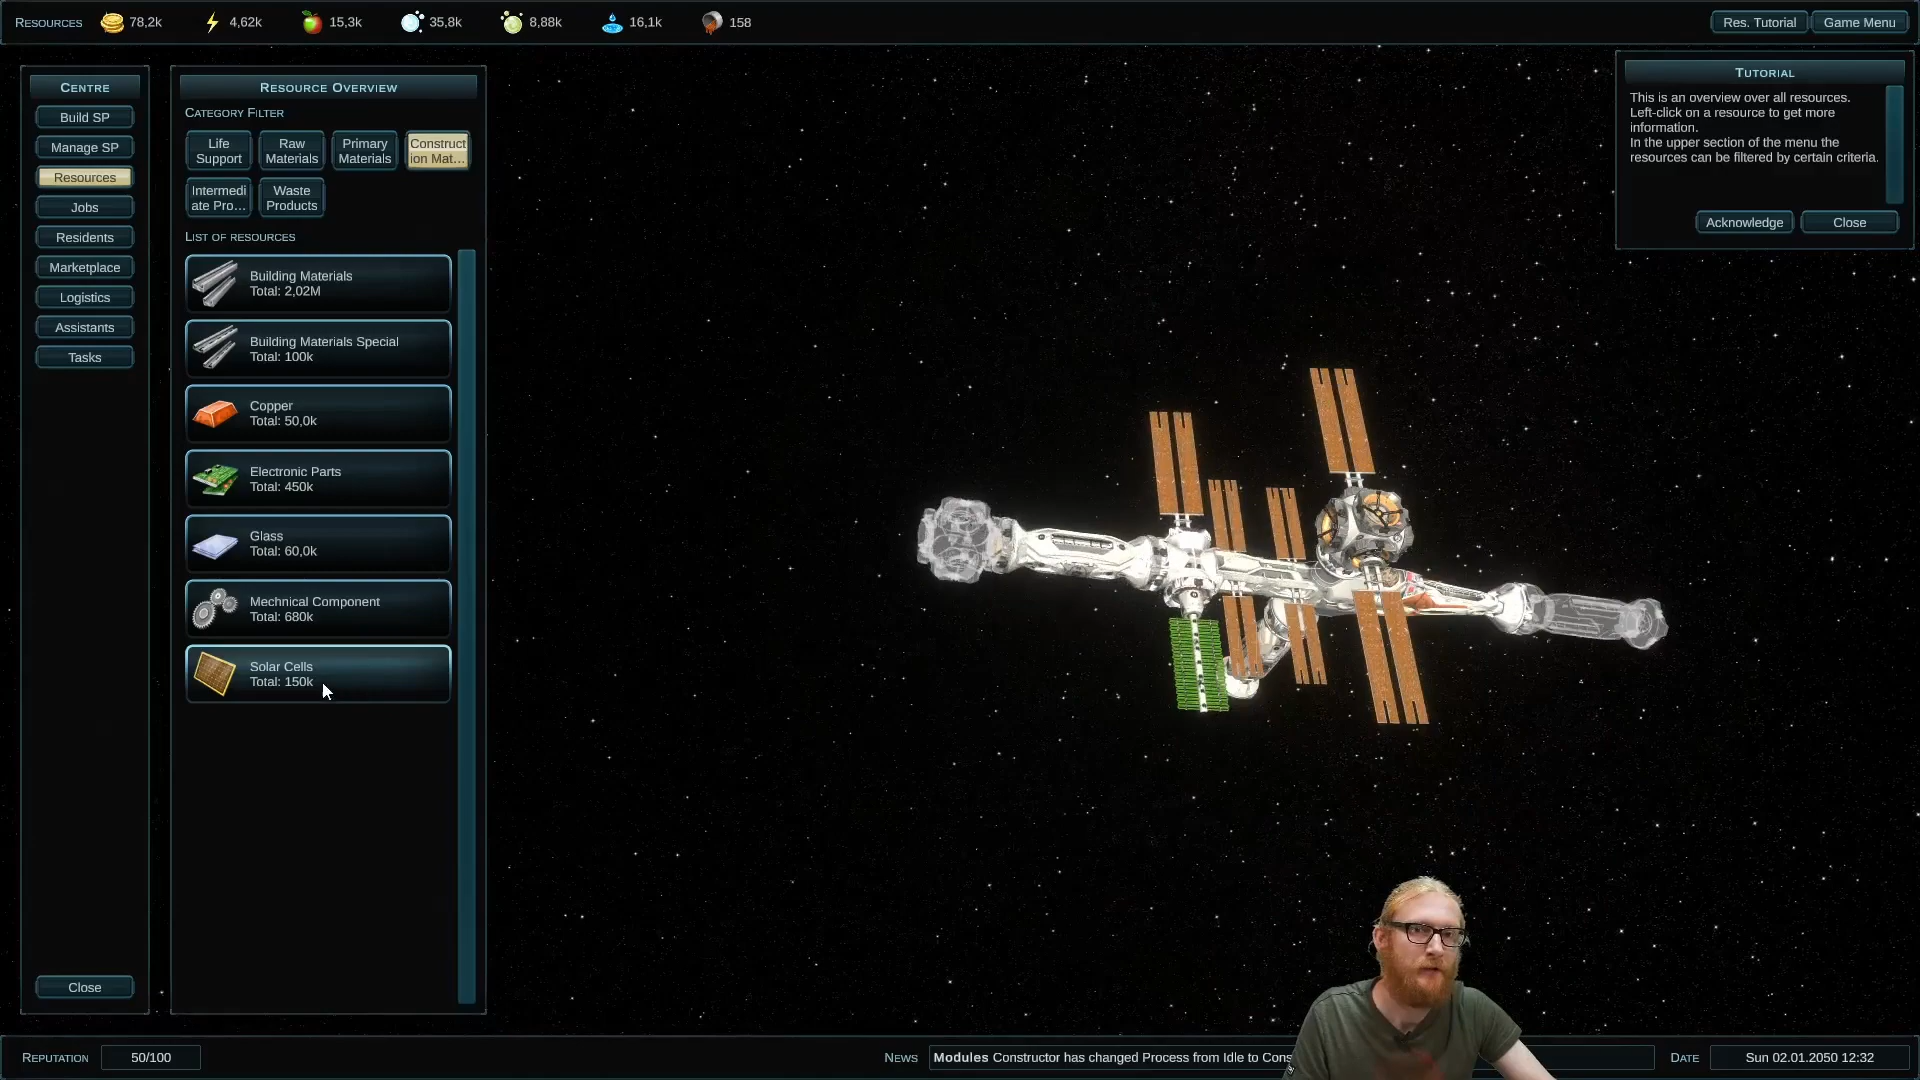 RESOURCES 78,2k 4,62k 15,3k 35,8k 8,88k 16,1k 158 Res. Tutorial Game Menu
CENTRE
Build SP
Manage SP
Resources
Jobs
Residents
Marketplace
Logistics
Assistants
Tasks
Close
RESOURCE OVERVIEW
CATEGORY FILTER
Life
Support
Raw
Materials
Primary
Materials
Construct
ion Mat...
Intermedi
ate Pro...
Waste
Products
LIST OF RESOURCES
Building Materials
Total: 2,02M
Building Materials Special
Total: 100k
Copper
Total: 50,0k
Electronic Parts
Total: 450k
Glass
Total: 60,0k
Mechnical Component
Total: 680k
Solar Cells
Total: 150k
TUTORIAL
This is an overview over all resources.
Left-click on a resource to get more
information.
In the upper section of the menu the
resources can be filtered by certain criteria.
Acknowledge Close
REPUTATION 50/100 NEWS Modules Constructor has changed Process from Idle to Cons DATE Sun 02.01.2050 12:32